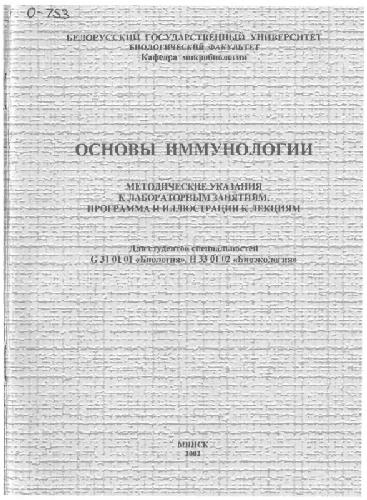 О-753
БЕЛОРУССКИЙ ГОСУДАРСТВЕННЫЙ УНИВЕРСИТЕТ
БИОЛОГИЧЕСКИЙ ФАКУЛЬТЕТ
Кафедра микробиологии
ОСНОВЫ ИММУНОЛОГИИ
МЕТОДИЧЕСКИЕ УКАЗАНИЯ
К ЛАБОРАТОРНЫМ ЗАНЯТИЯМ,
ПРОГРАММА И ИЛЛЮСТРАЦИИ К ЛЕКЦИЯМ
Для студентов специальностей
G 31 01 01 «Биология», H 33 01 02 «Биоэкология»
МИНСК
2002